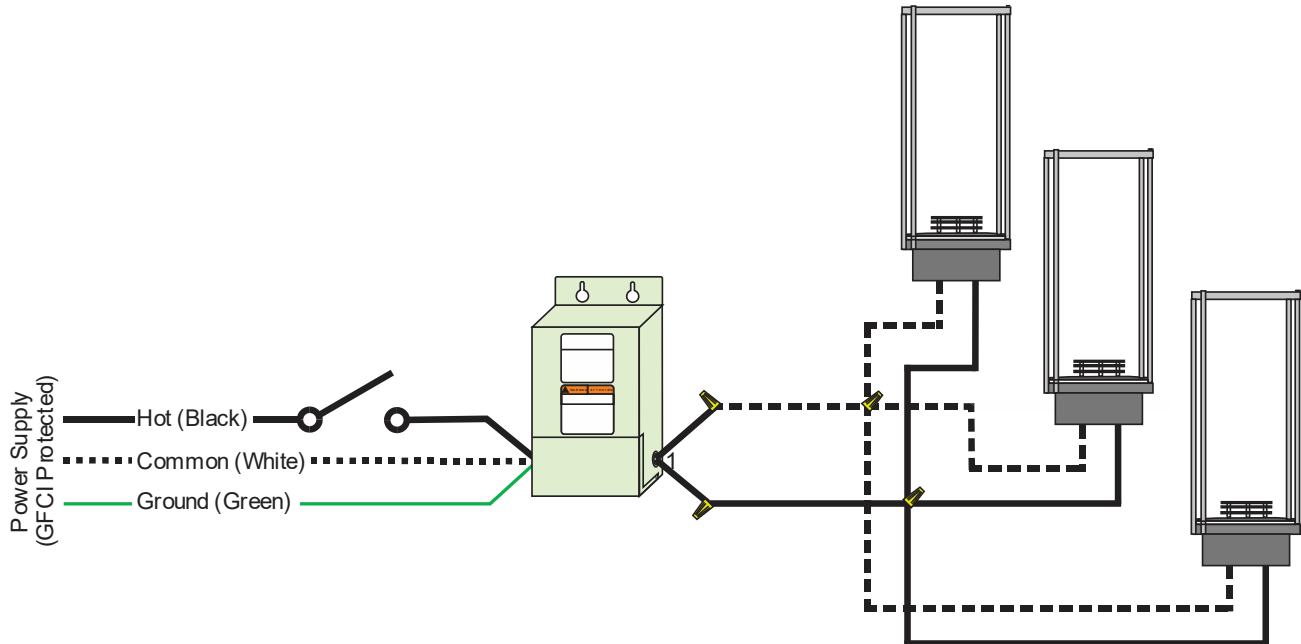 Power Supply
(GFCI Protected)
Hot (Black)
Common (White)
Ground (Green)
1